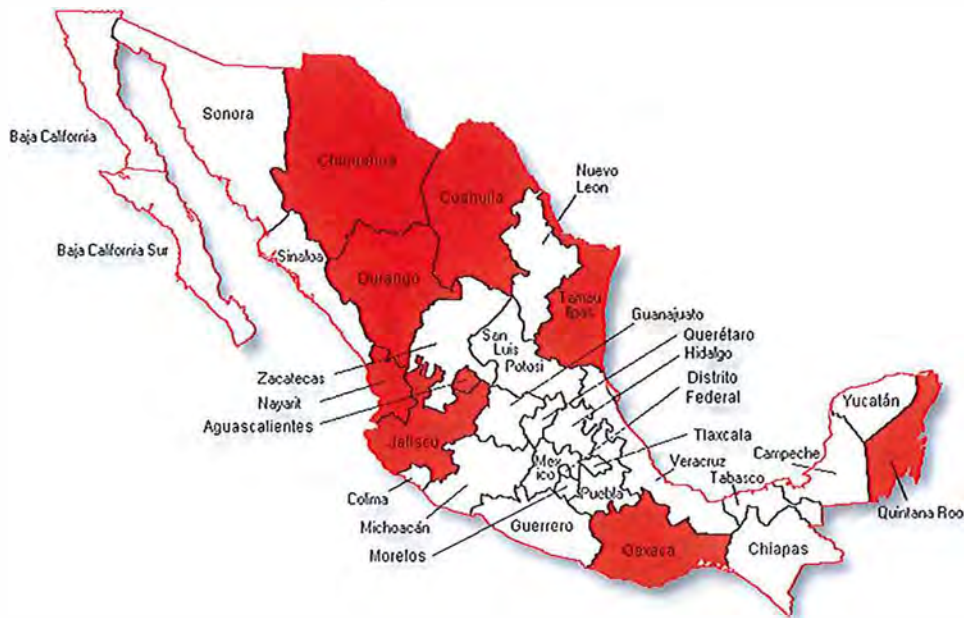 Sonora
Baja California
Chihuahua
Nuevo
Leon
Coahuila
Baja California Sur
Sinaloa
Durango
Tamau
lipas
Guanajuato
San
Luis
Potosí
Querétaro
Hidalgo
Zacatecas
Distrito
Federal
Nayarit
Yucatán
Aguascalientes
Jalisco
Tlaxcala
Campeche
Mex
ico
Veracruz
Tabasco
Colima
Puebla
Quintana Roo
Michoacán
Guerrero
Morelos
Oaxaca
Chiapas